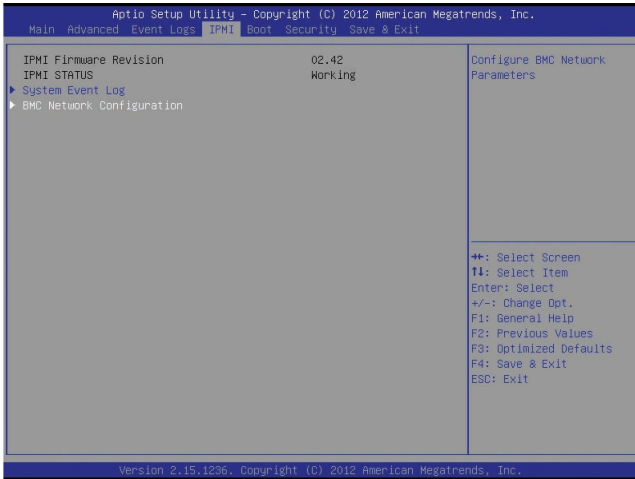 Aptio Setup Utility – Copyright (C) 2012 American Megatrends, Inc.
Main Advanced Event Logs IPMI Boot Security Save & Exit
IPMI Firmware Revision 02.42
IPMI STATUS Working
System Event Log
BMC Network Configuration
Configure BMC Network
Parameters
→←: Select Screen
↑↓: Select Item
Enter: Select
+/-: Change Opt.
F1: General Help
F2: Previous Values
F3: Optimized Defaults
F4: Save & Exit
ESC: Exit
Version 2.15.1236. Copyright (C) 2012 American Megatrends, Inc.